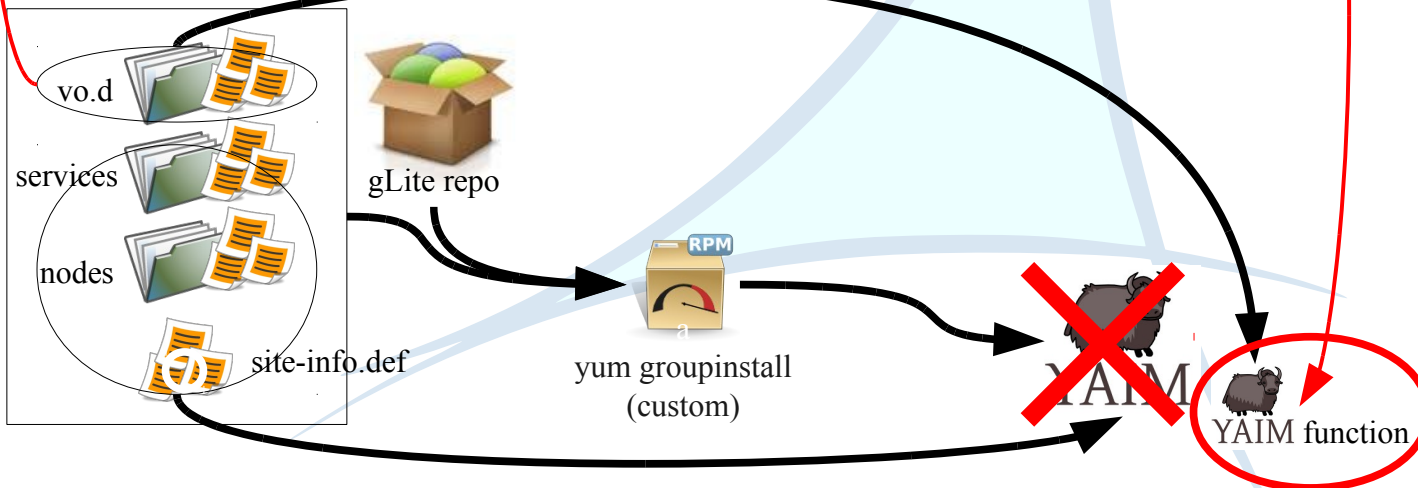 vo.d
services
nodes
site-info.def
gLite repo
RPM
a
yum groupinstall
(custom)
YAIM
YAIM function